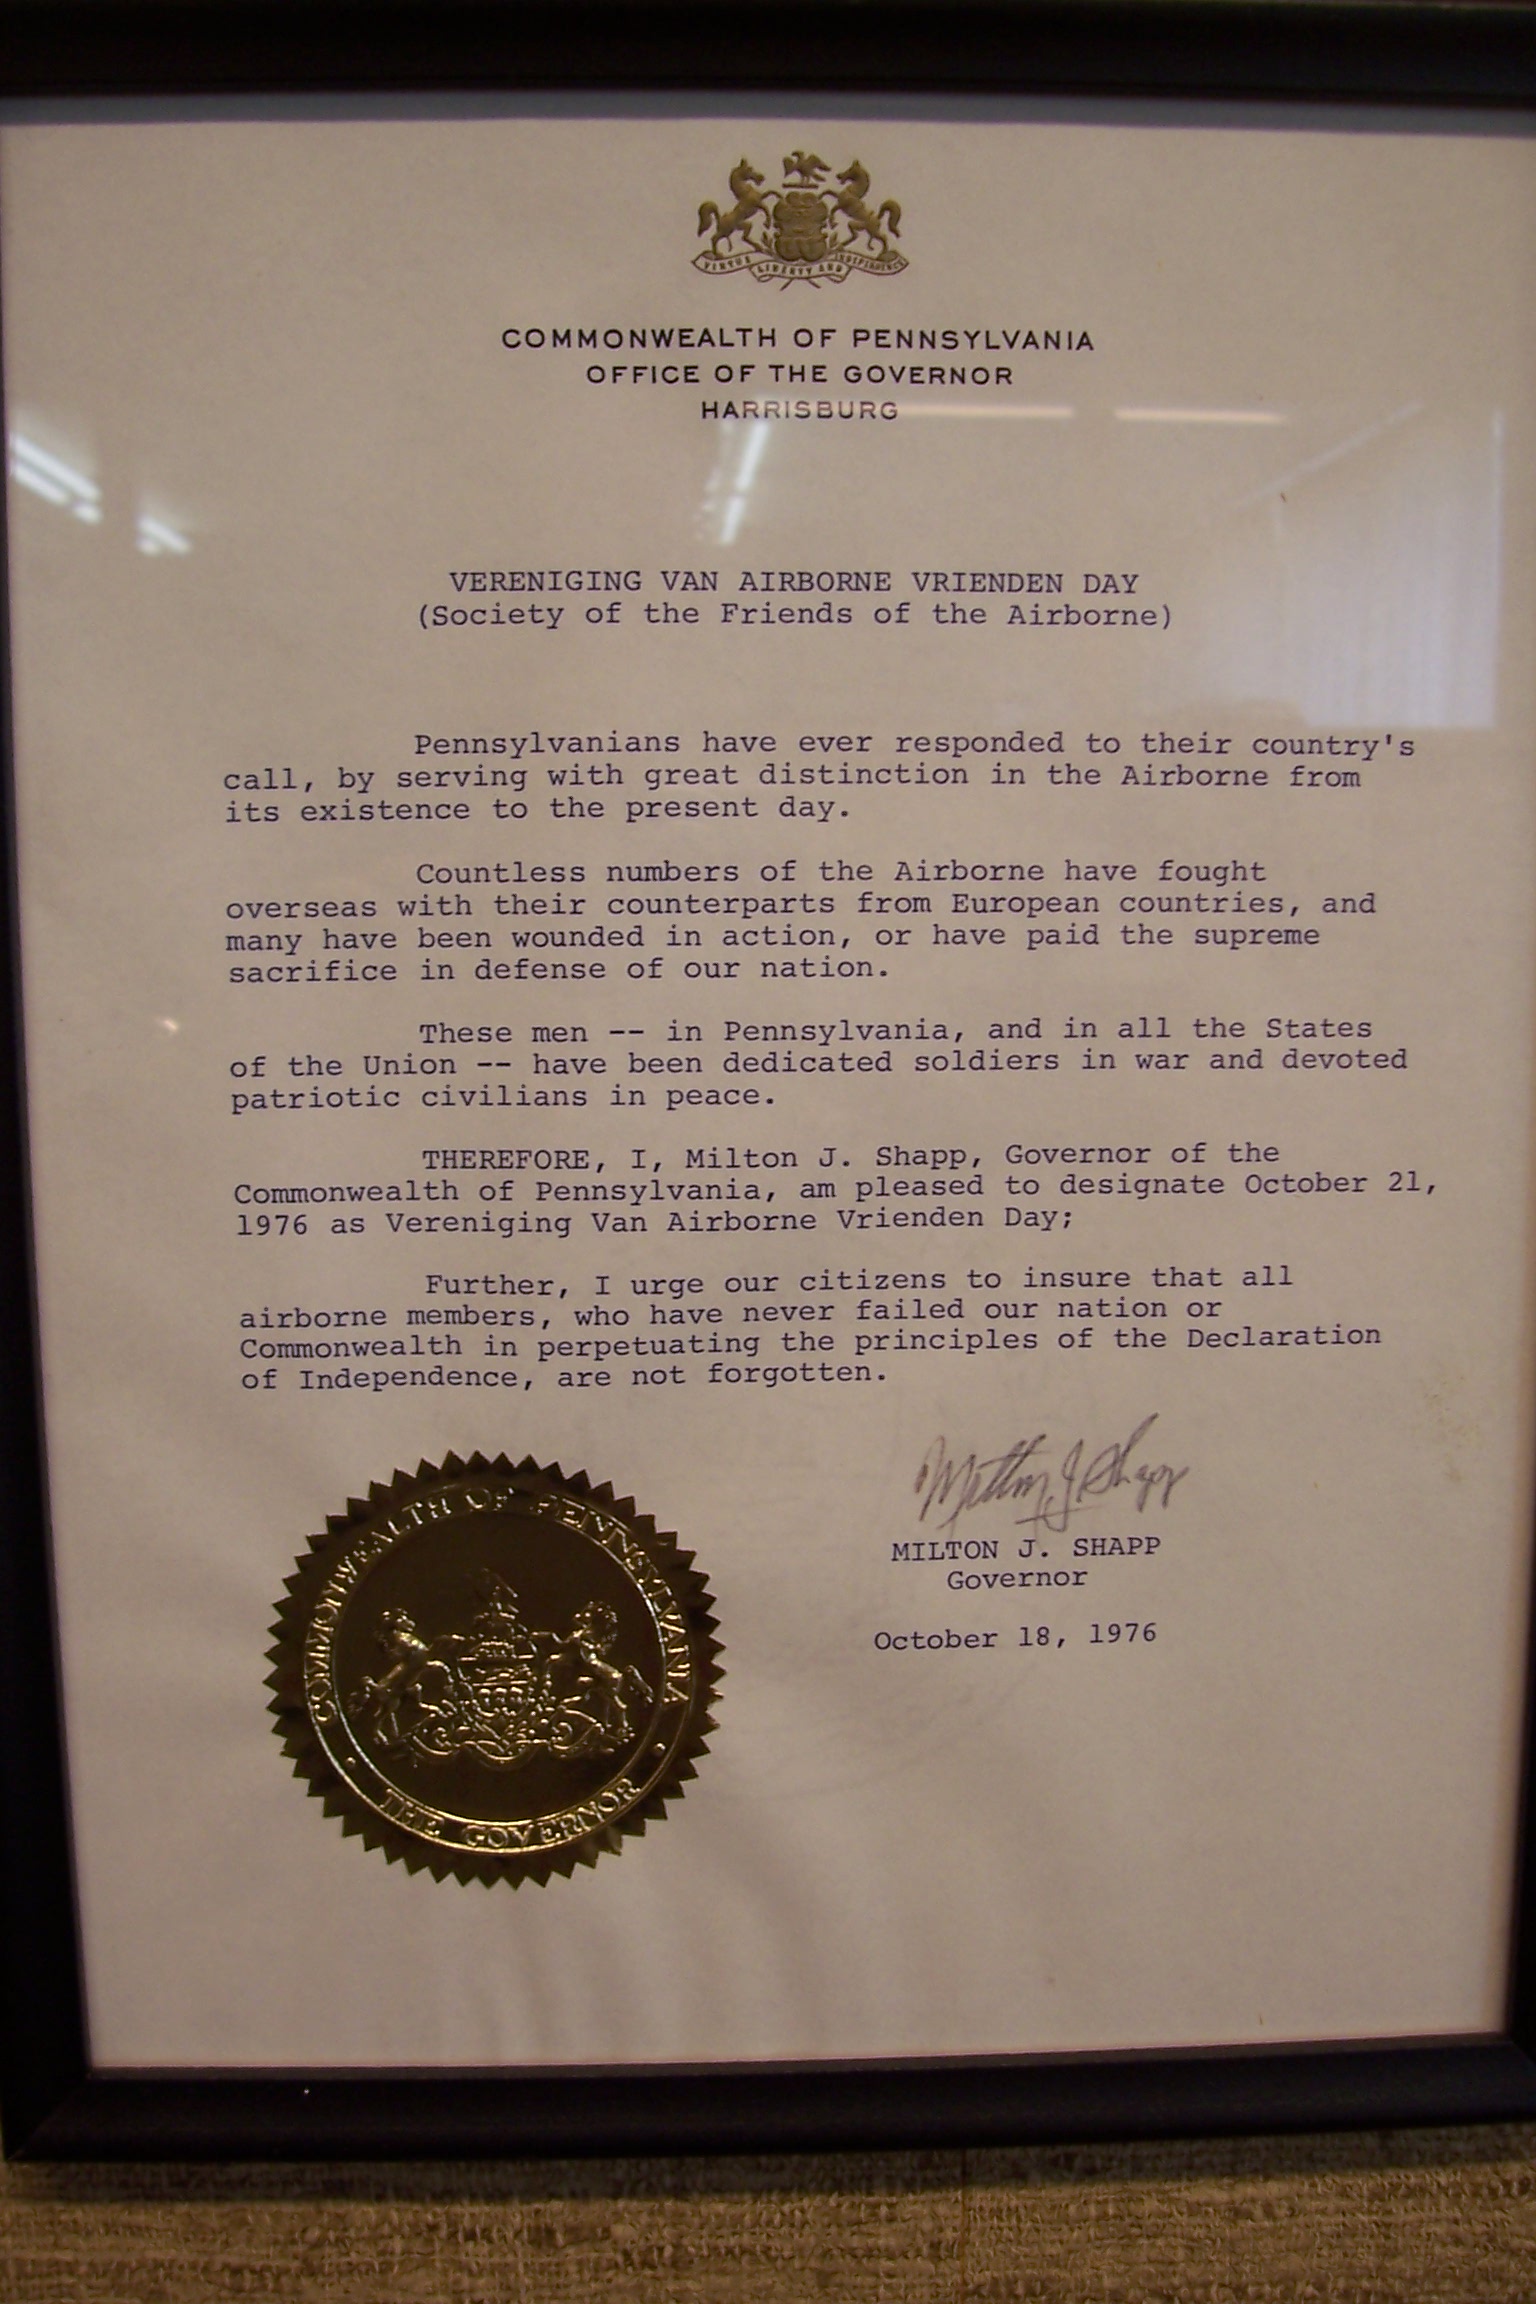 VIRTUE LIBERTY AND INDEPENDENCE
COMMONWEALTH OF PENNSYLVANIA
OFFICE OF THE GOVERNOR
HARRISBURG
VERENIGING VAN AIRBORNE VRIENDEN DAY
(Society of the Friends of the Airborne)
Pennsylvanians have ever responded to their country's
call, by serving with great distinction in the Airborne from
its existence to the present day.
Countless numbers of the Airborne have fought
overseas with their counterparts from European countries, and
many have been wounded in action, or have paid the supreme
sacrifice in defense of our nation.
These men -- in Pennsylvania, and in all the States
of the Union -- have been dedicated soldiers in war and devoted
patriotic civilians in peace.
THEREFORE, I, Milton J. Shapp, Governor of the
Commonwealth of Pennsylvania, am pleased to designate October 21,
1976 as Vereniging Van Airborne Vrienden Day;
Further, I urge our citizens to insure that all
airborne members, who have never failed our nation or
Commonwealth in perpetuating the principles of the Declaration
of Independence, are not forgotten.
Milton J Shapp
MILTON J. SHAPP
Governor
October 18, 1976
COMMONWEALTH OF PENNSYLVANIA
• THE GOVERNOR •